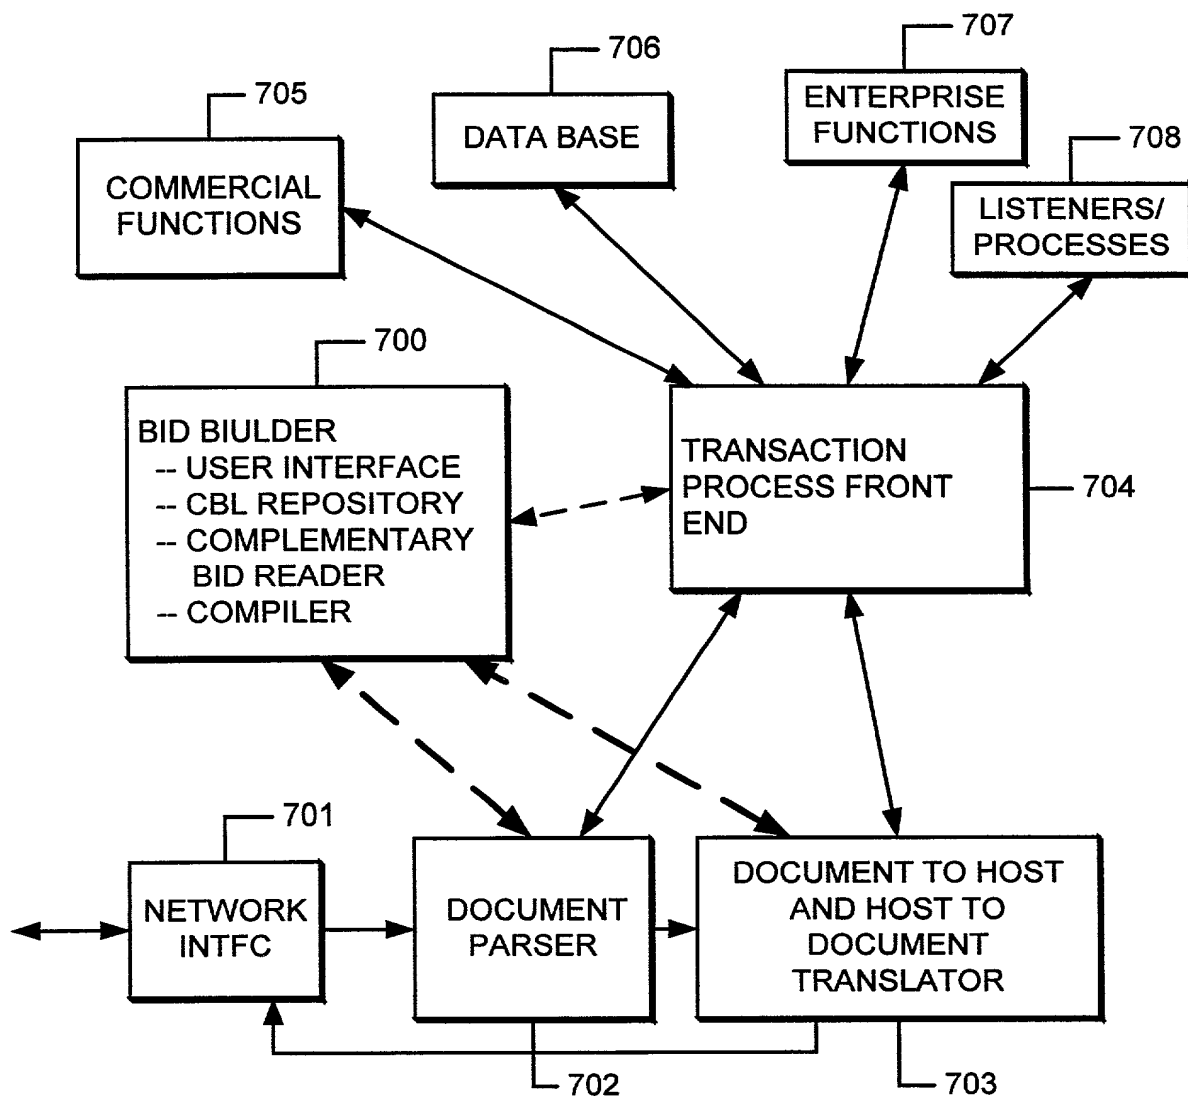 707
706
705
ENTERPRISE
FUNCTIONS
DATA BASE
708
COMMERCIAL
FUNCTIONS
LISTENERS/
PROCESSES
700
BID BIULDER
-- USER INTERFACE
-- CBL REPOSITORY
-- COMPLEMENTARY
BID READER
-- COMPILER
TRANSACTION
PROCESS FRONT
END
704
701
NETWORK
INTFC
DOCUMENT
PARSER
DOCUMENT TO HOST
AND HOST TO
DOCUMENT
TRANSLATOR
702
703